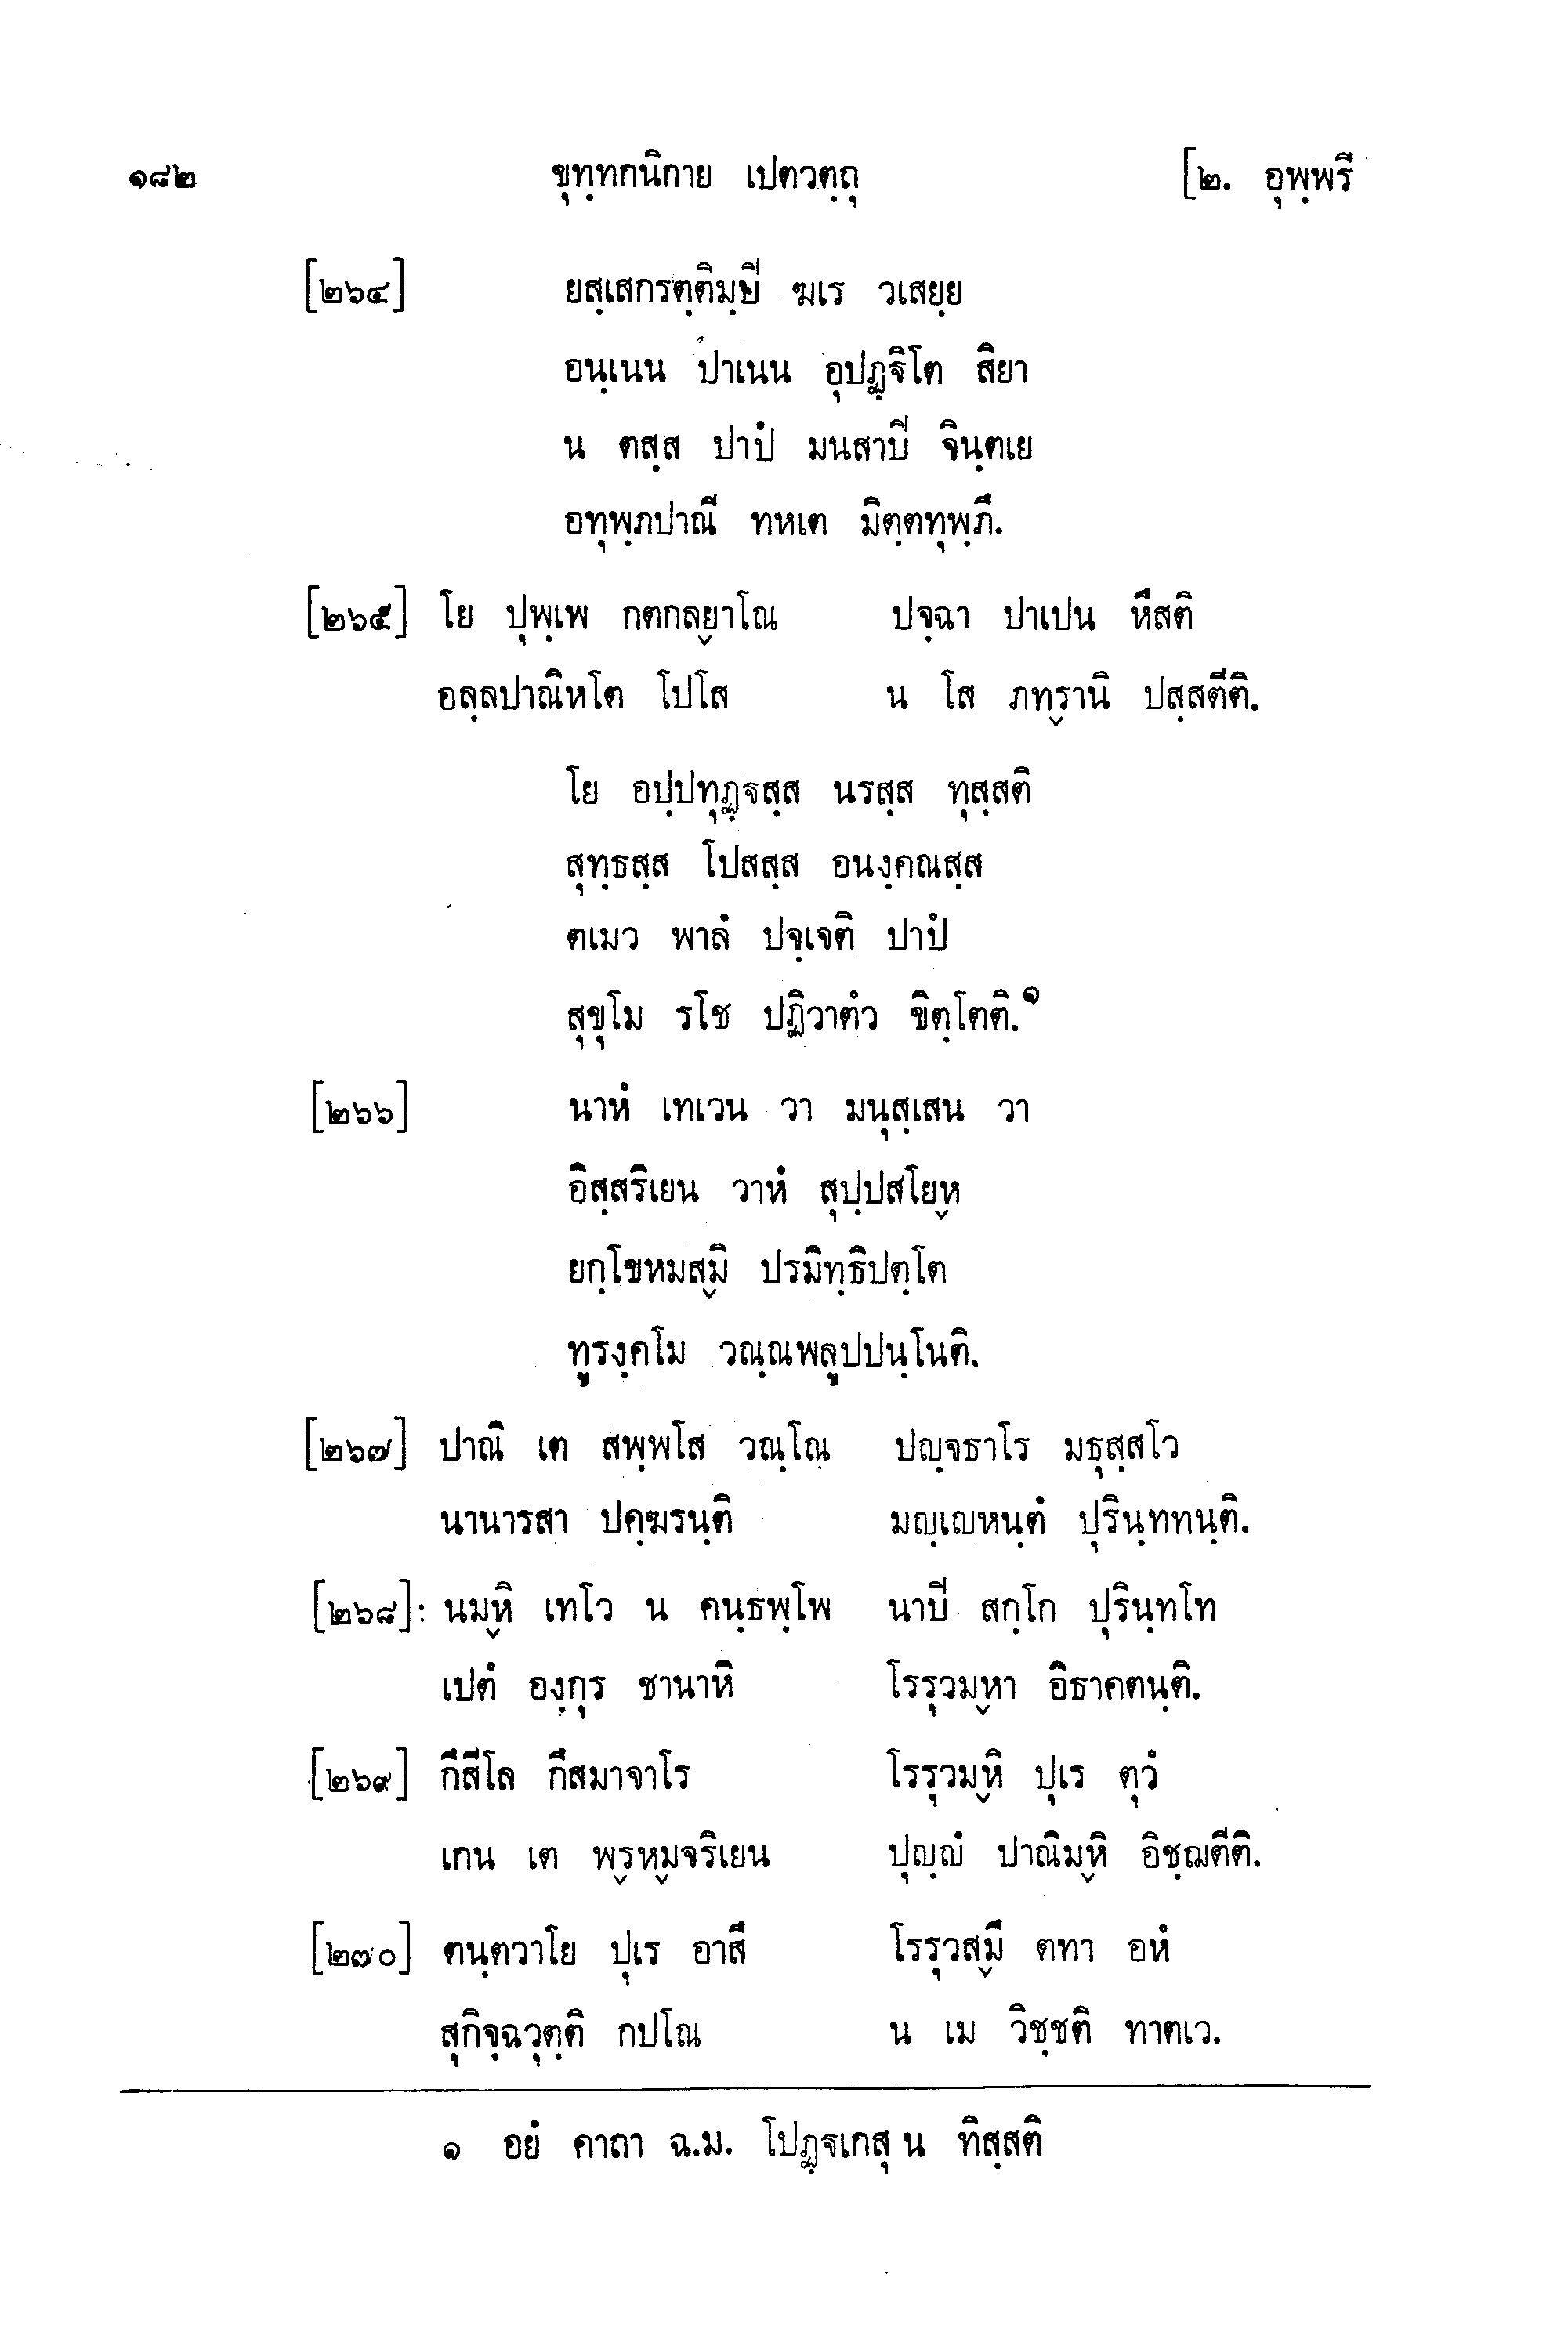 ๑๘๒ ขุทฺทกนิกาย เปตวตฺถุ [๒. อุพฺพรี
[๒๖๔] ยสฺเสกรตฺติมฺปิ ฆเร วเสยฺย
อนฺเนน ปาเนน อุปฏฺฐิโต สิยา
น ตสฺส ปาปํ มนสาปิ จินฺตเย
อทุพฺภปาณี ทหเต มิตฺตทุพฺภึ.
[๒๖๕] โย ปุพฺเพ กตกลฺยาโณ ปจฺฉา ปาเปน หึสติ
อลฺลปาณิหโต โปโส น โส ภทฺรานิ ปสฺสตีติ.
โย อปฺปทุฏฺฐสฺส นรสฺส ทุสฺสติ
สุทฺธสฺส โปสสฺส อนงฺคณสฺส
ตเมว พาลํ ปจฺเจติ ปาปํ
สุขุโม รโช ปฏิวาตํว ขิตฺโตติ.๑
[๒๖๖] นาหํ เทเวน วา มนุสฺเสน วา
อิสฺสริเยน วาหํ สุปฺปสโยฺห
ยกฺโขหมสฺมิ ปรมิทฺธิปตฺโต
ทูรงฺคโม วณฺณพลูปปนฺโนติ.
[๒๖๗] ปาณิ เต สพฺพโส วณฺโณ ปญฺจธาโร มธุสฺสโว
นานารสา ปคฺฆรนฺติ มญฺเญหนฺตํ ปุรินฺททนฺติ.
[๒๖๘]: นมฺหิ เทโว น คนฺธพฺโพ นาปิ สกฺโก ปุรินฺทโท
เปตํ องฺกุร ชานาหิ โรรุวมฺหา อิธาคตนฺติ.
[๒๖๙] กึสีโล กึสมาจาโร โรรุวมฺหิ ปุเร ตุวํ
เกน เต พฺรหฺมจริเยน ปุญฺญํ ปาณิมฺหิ อิชฺฌตีติ.
[๒๗๐] ตนฺตวาโย ปุเร อาสึ โรรุวสฺมึ ตทา อหํ
สุกิจฺฉวุตฺติ กปโณ น เม วิชฺชติ ทาตเว.
๑ อยํ คาถา ฉ.ม. โปฏฺฐเกสุ น ทิสฺสติ